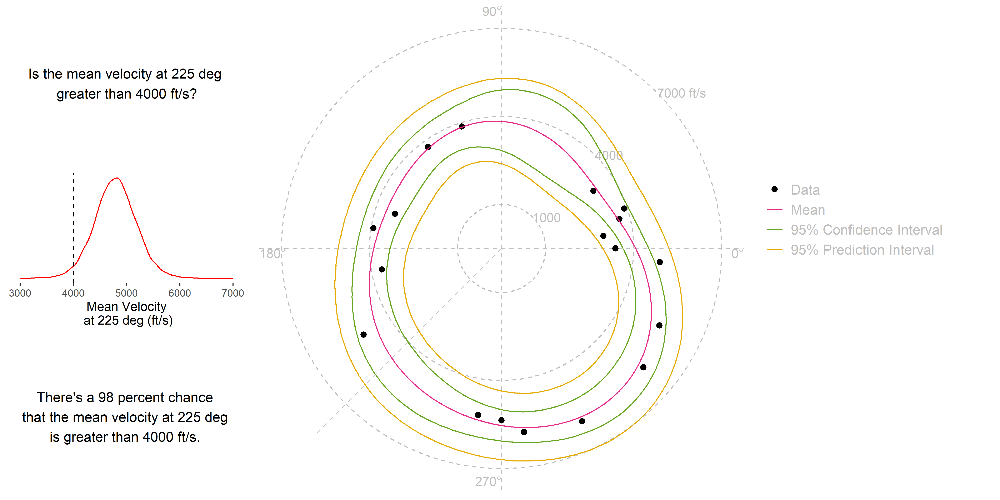 Is the mean velocity at 225 deg
greater than 4000 ft/s?
3000 4000 5000 6000 7000
Mean Velocity
at 225 deg (ft/s)
There's a 98 percent chance
that the mean velocity at 225 deg
is greater than 4000 ft/s.
90°
7000 ft/s
4000
1000
180°
0°
270°
Data
Mean
95% Confidence Interval
95% Prediction Interval